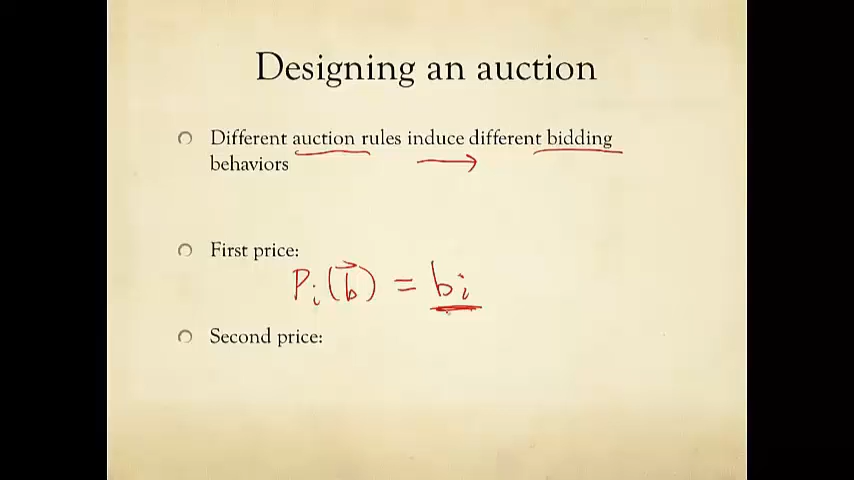 Designing an auction
Different auction rules induce different bidding
behaviors
First price:
P_i(b⃗) = b_i
Second price: